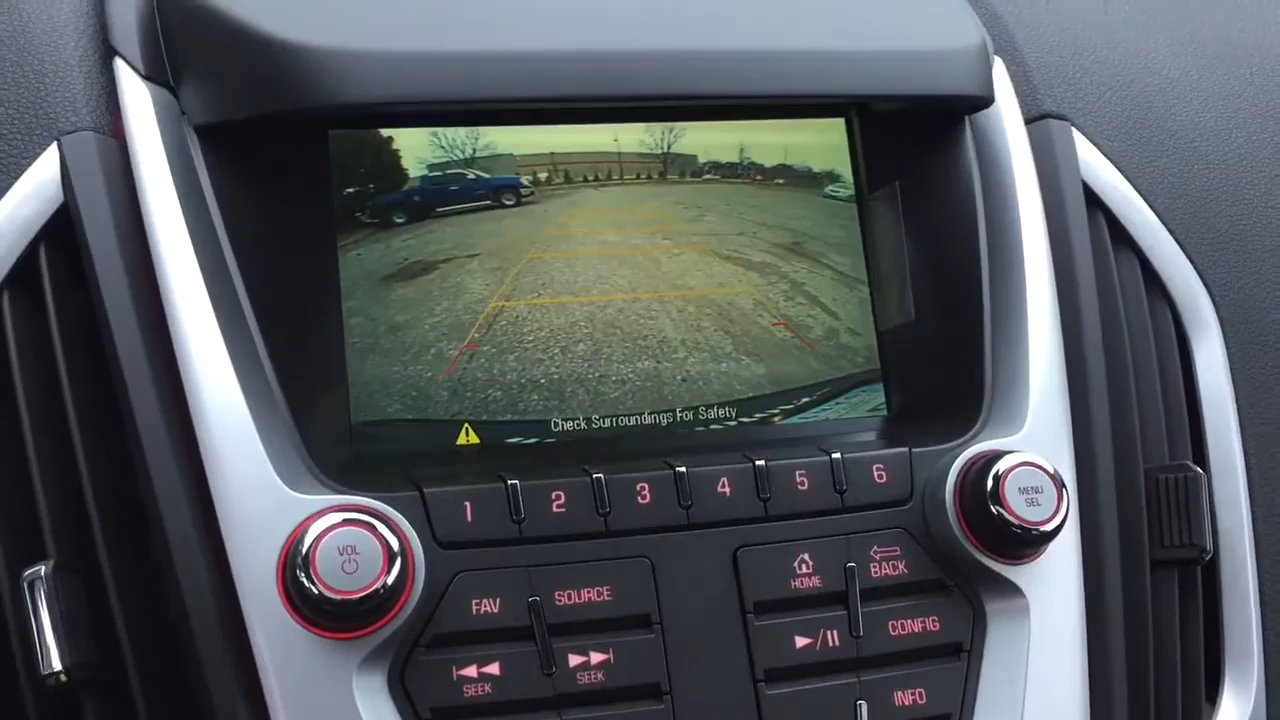 Check Surroundings For Safety
1 2 3 4 5 6
VOL
MENU
SEL
FAV
SOURCE
HOME
BACK
SEEK
SEEK
CONFIG
INFO